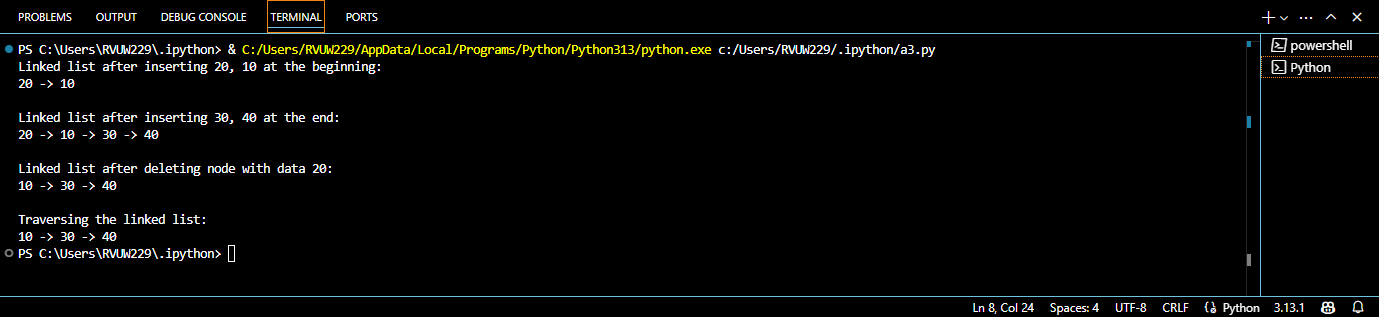 PROBLEMS OUTPUT DEBUG CONSOLE TERMINAL PORTS
PS C:\Users\RVUW229\.ipython> & C:/Users/RVUW229/AppData/Local/Programs/Python/Python313/python.exe c:/Users/RVUW229/.ipython/a3.py
Linked list after inserting 20, 10 at the beginning:
20 -> 10
Linked list after inserting 30, 40 at the end:
20 -> 10 -> 30 -> 40
Linked list after deleting node with data 20:
10 -> 30 -> 40
Traversing the linked list:
10 -> 30 -> 40
PS C:\Users\RVUW229\.ipython>
powershell
Python
Ln 8, Col 24 Spaces: 4 UTF-8 CRLF Python 3.13.1